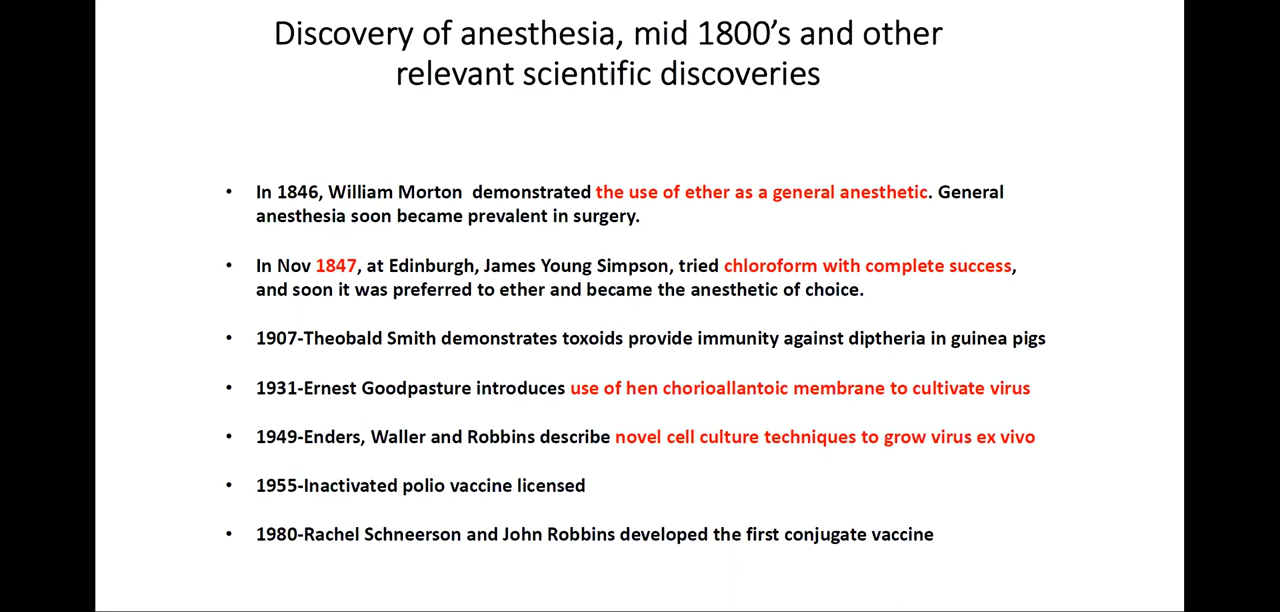 Discovery of anesthesia, mid 1800’s and other
relevant scientific discoveries
• In 1846, William Morton  demonstrated the use of ether as a general anesthetic. General
anesthesia soon became prevalent in surgery.
• In Nov 1847, at Edinburgh, James Young Simpson, tried chloroform with complete success,
and soon it was preferred to ether and became the anesthetic of choice.
• 1907-Theobald Smith demonstrates toxoids provide immunity against diptheria in guinea pigs
• 1931-Ernest Goodpasture introduces use of hen chorioallantoic membrane to cultivate virus
• 1949-Enders, Waller and Robbins describe novel cell culture techniques to grow virus ex vivo
• 1955-Inactivated polio vaccine licensed
• 1980-Rachel Schneerson and John Robbins developed the first conjugate vaccine